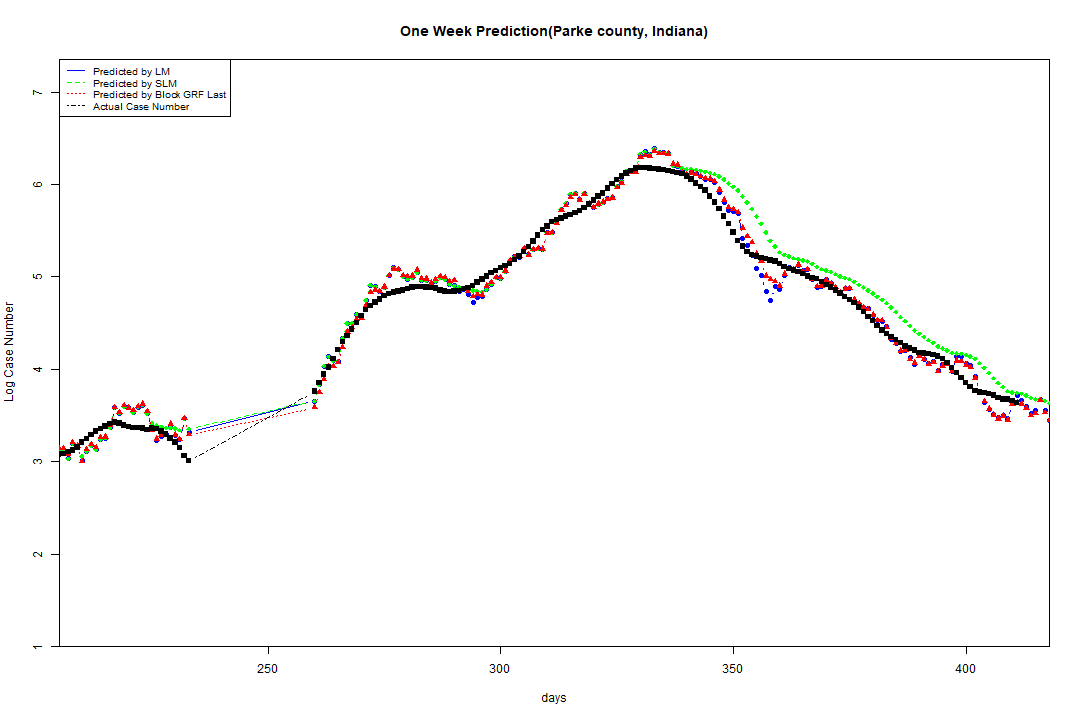 One Week Prediction(Parke county, Indiana)
Predicted by LM
Predicted by SLM
Predicted by Block GRF Last
Actual Case Number
7
6
5
4
3
2
1
Log Case Number
250 300 350 400
days